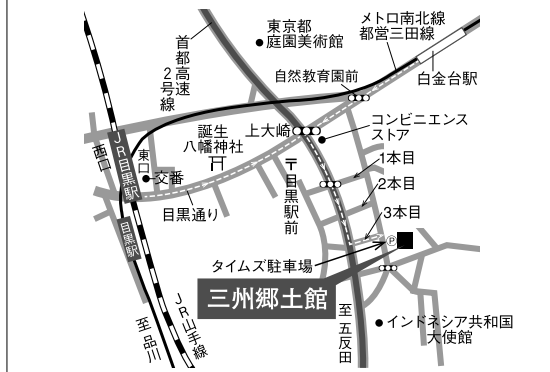 メトロ南北線
都営三田線
東京都
庭園美術館
首都高速
2号線
白金台駅
自然教育園前
コンビニエンス
ストア
上大崎
誕生
八幡神社
JR目黒駅
西口
東口
交番
〒目黒駅前
1本目
2本目
3本目
目黒通り
目黒駅
P
タイムズ駐車場
三州郷土館
JR山手線
至品川
至五反田
インドネシア共和国
大使館